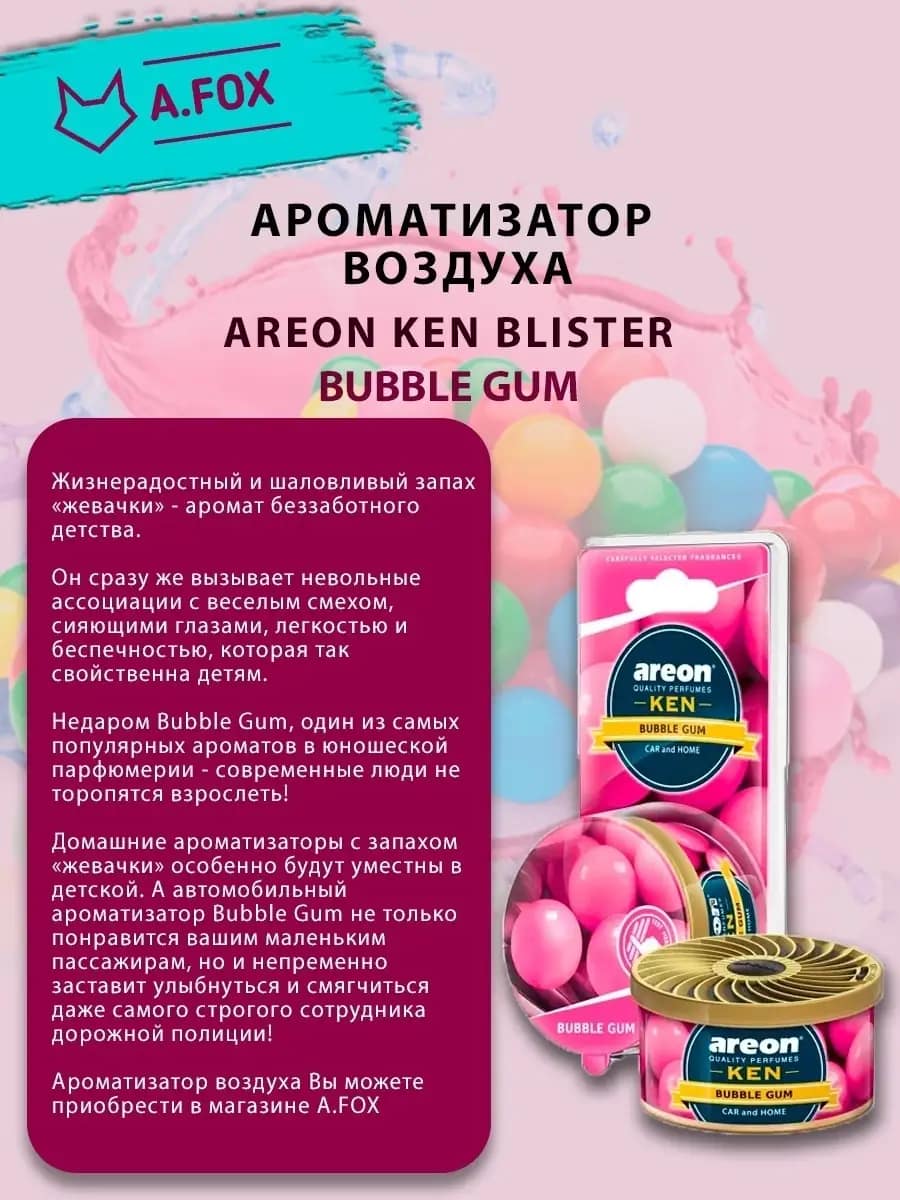 A.FOX
АРОМАТИЗАТОР
ВОЗДУХА
AREON KEN BLISTER
BUBBLE GUM
Жизнерадостный и шаловливый запах
«жевачки» - аромат беззаботного
детства.
Он сразу же вызывает невольные
ассоциации с веселым смехом,
сияющими глазами, легкостью и
беспечностью, которая так
свойственна детям.
Недаром Bubble Gum, один из самых
популярных ароматов в юношеской
парфюмерии - современные люди не
торопятся взрослеть!
Домашние ароматизаторы с запахом
«жевачки» особенно будут уместны в
детской. А автомобильный
ароматизатор Bubble Gum не только
понравится вашим маленьким
пассажирам, но и непременно
заставит улыбнуться и смягчиться
даже самого строгого сотрудника
дорожной полиции!
Ароматизатор воздуха Вы можете
приобрести в магазине A.FOX
CAREFULLY SELECTED FRAGRANCES
areon
QUALITY PERFUMES
KEN
BUBBLE GUM
CAR and HOME
KEN
BUBBLE GUM
BUBBLE GUM
areon
QUALITY PERFUMES
KEN
BUBBLE GUM
CAR and HOME